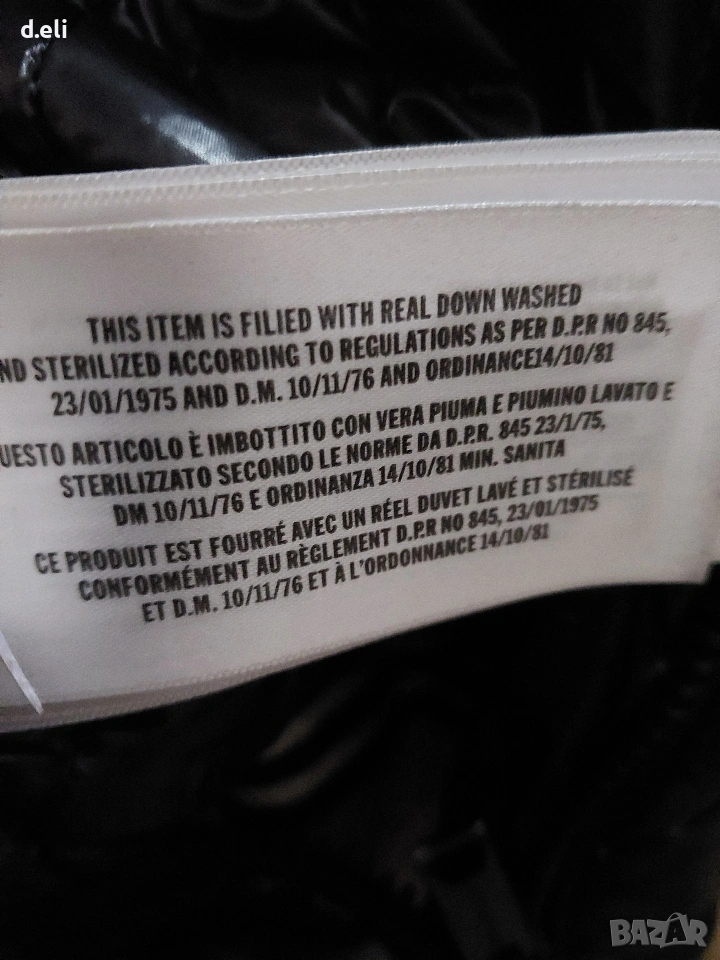 d.eli
THIS ITEM IS FILIED WITH REAL DOWN WASHED
ND STERILIZED ACCORDING TO REGULATIONS AS PER D.P.R NO 845,
23/01/1975 AND D.M. 10/11/76 AND ORDINANCE14/10/81
UESTO ARTICOLO È IMBOTTITO CON VERA PIUMA E PIUMINO LAVATO E
STERILIZZATO SECONDO LE NORME DA D.P.R. 845 23/1/75,
DM 10/11/76 E ORDINANZA 14/10/81 MIN. SANITA
CE PRODUIT EST FOURRÉ AVEC UN RÉEL DUVET LAVÉ ET STÉRILISÉ
CONFORMÉMENT AU RÈGLEMENT D.P.R NO 845, 23/01/1975
ET D.M. 10/11/76 ET À L'ORDONNANCE 14/10/81
BAZAR